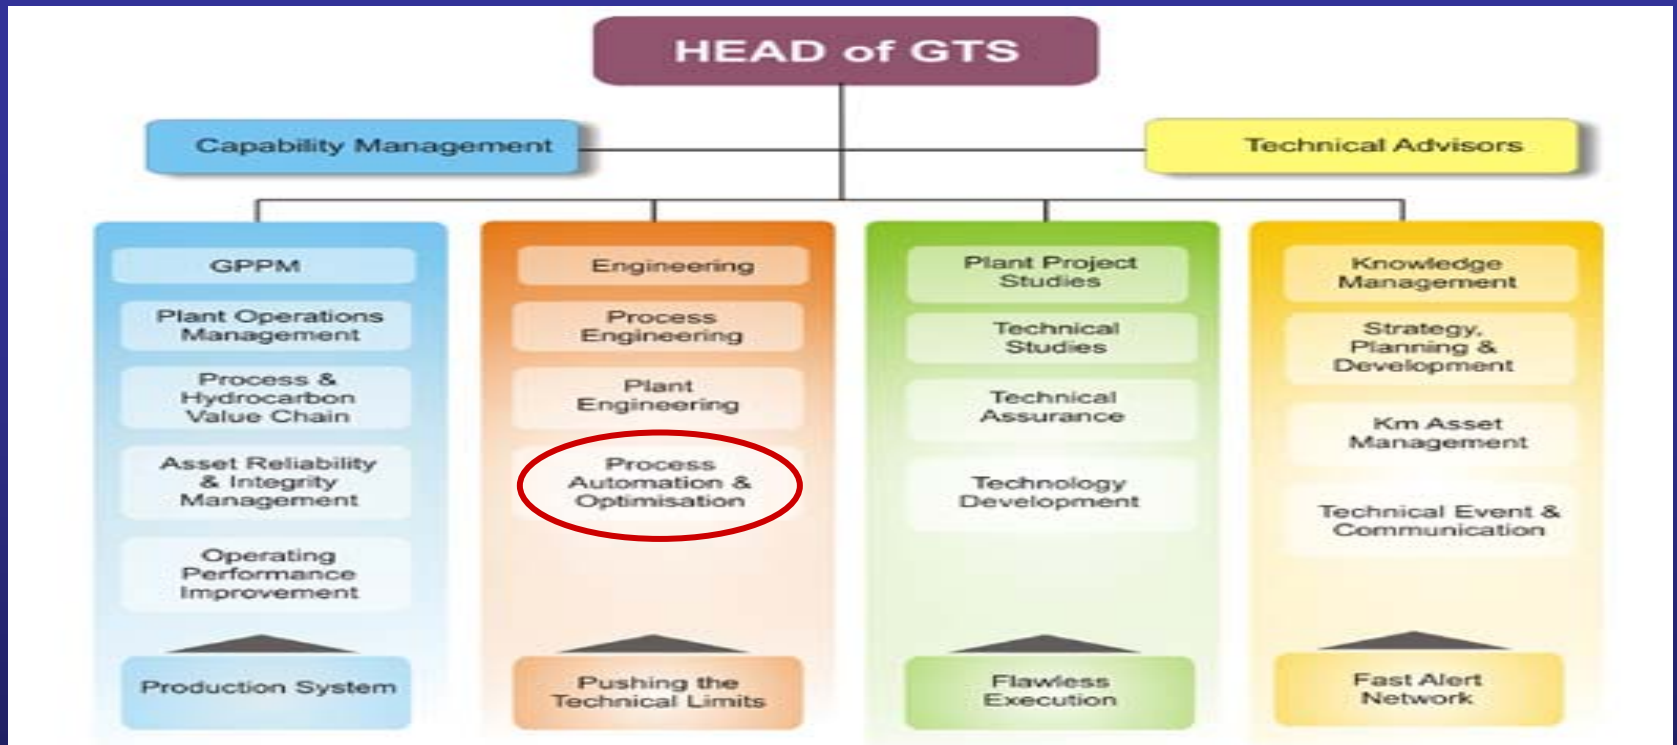 HEAD of GTS
Capability Management
Technical Advisors
GPPM
Plant Operations
Management
Process &
Hydrocarbon
Value Chain
Asset Reliability
& Integrity
Management
Operating
Performance
Improvement
Production System
Engineering
Process
Engineering
Plant
Engineering
Process
Automation &
Optimisation
Pushing the
Technical Limits
Plant Project
Studies
Technical
Studies
Technical
Assurance
Technology
Development
Flawless
Execution
Knowledge
Management
Strategy,
Planning &
Development
Km Asset
Management
Technical Event &
Communication
Fast Alert
Network